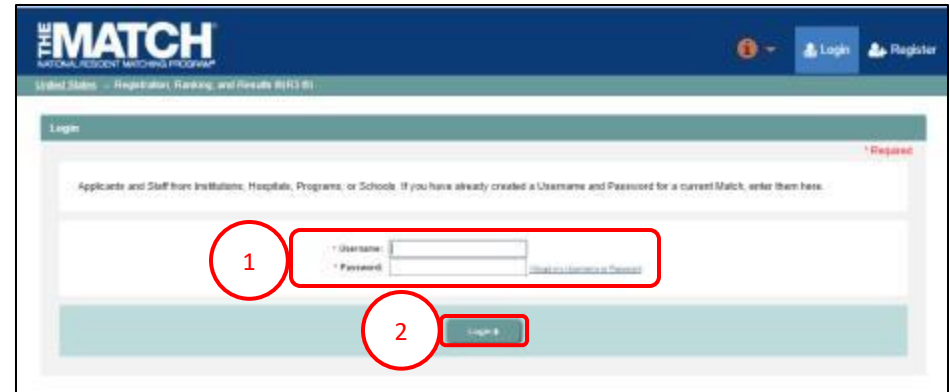 THE MATCH
NATIONAL RESIDENT MATCHING PROGRAM®
Login
Register
United States Registration, Ranking, and Results
Login
* Required
Applicants and Staff from Institutions, Hospitals, Programs, or Schools. If you have already created a Username and Password for a current Match, enter them here.
* Username:
1
* Password:
2
Login